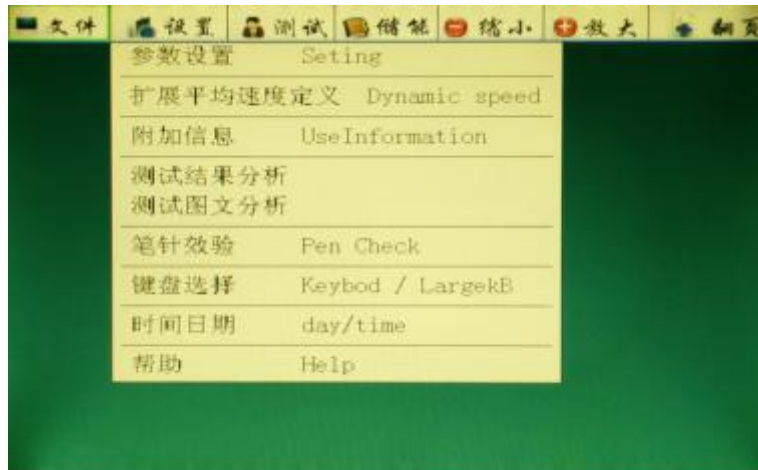 文件 设置 测试 储能 缩小 放大 翻页
参数设置 Seting
扩展平均速度定义 Dynamic speed
附加信息 UseInformation
测试结果分析
测试图文分析
笔针效验 Pen Check
键盘选择 Keybod / LargekB
时间日期 day/time
帮助 Help